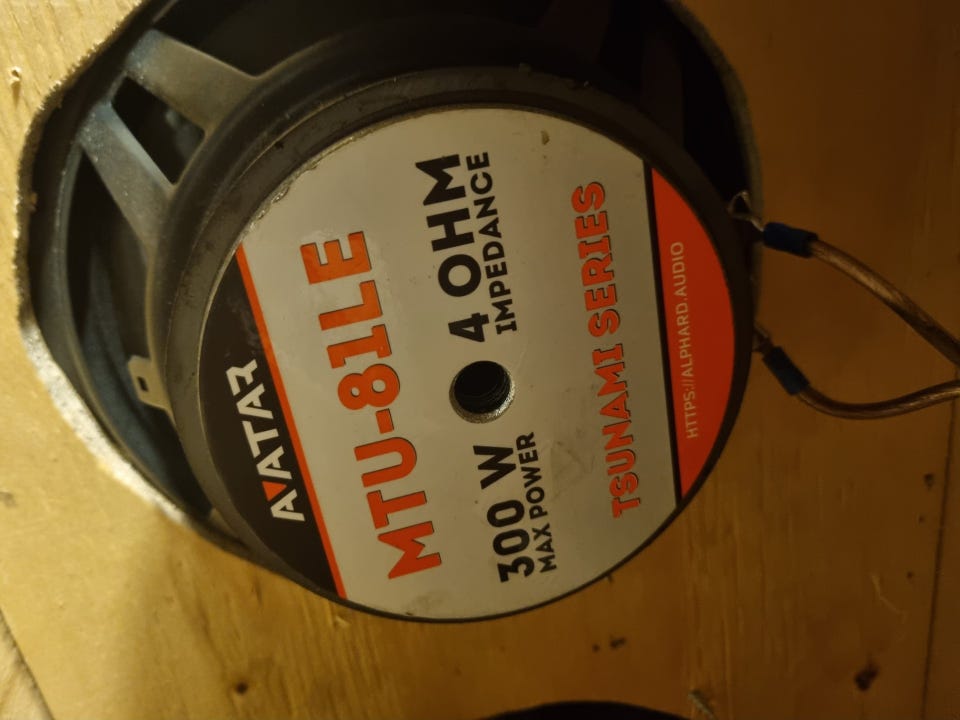 AVATAR
MTU-81LE
300 W 4 OHM
MAX POWER IMPEDANCE
TSUNAMI SERIES
HTTPS://ALPHARD.AUDIO